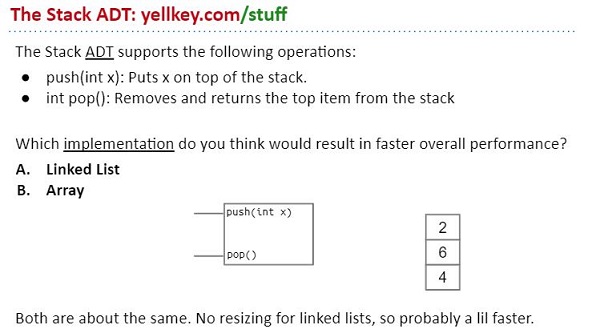 The Stack ADT: yellkey.com/stuff
The Stack ADT supports the following operations:
● push(int x): Puts x on top of the stack.
● int pop(): Removes and returns the top item from the stack
Which implementation do you think would result in faster overall performance?
A. Linked List
B. Array
push(int x)
pop()
2
6
4
Both are about the same. No resizing for linked lists, so probably a lil faster.